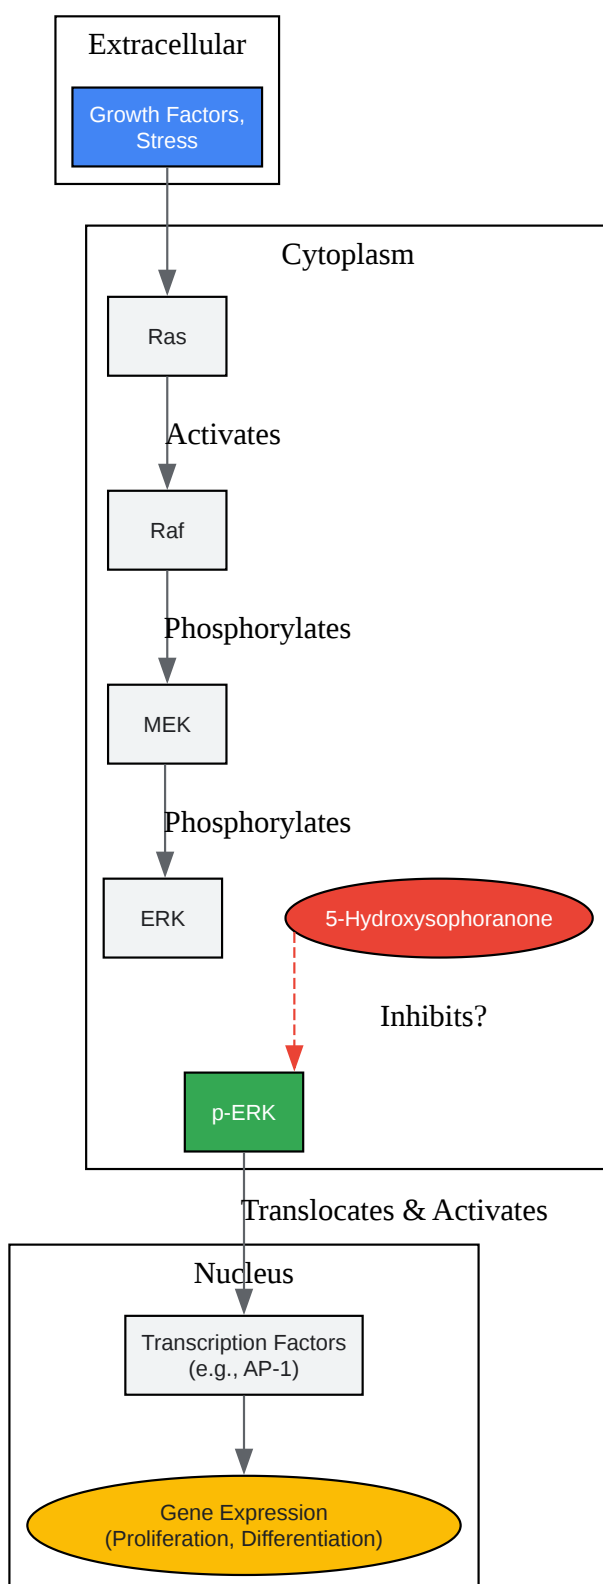 Extracellular
Growth Factors,
Stress
Cytoplasm
Ras
Activates
Raf
Phosphorylates
MEK
Phosphorylates
ERK
5-Hydroxysophoranone
Inhibits?
p-ERK
Translocates & Activates
Nucleus
Transcription Factors
(e.g., AP-1)
Gene Expression
(Proliferation, Differentiation)